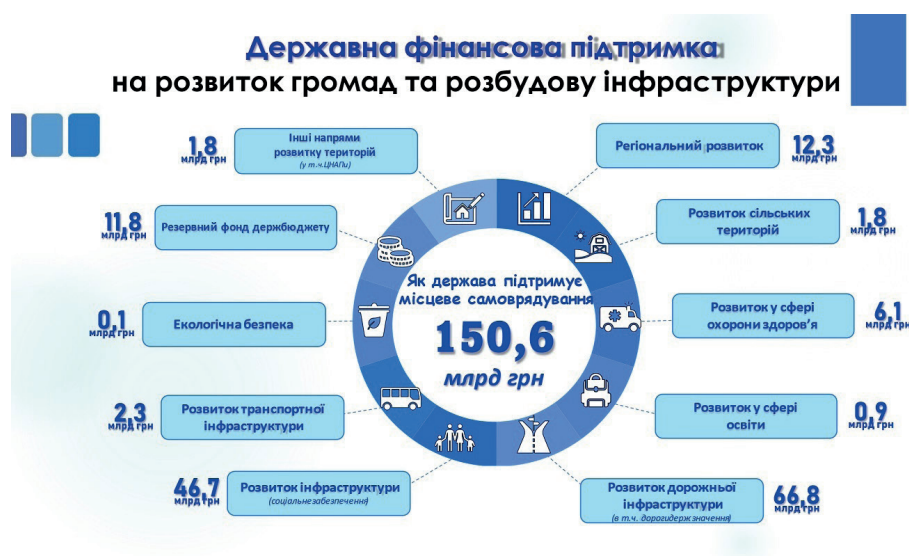 Державна фінансова підтримка
на розвиток громад та розбудову інфраструктури
1,8
млрд грн
Інші напрями
розвитку територій
(у т.ч.ЦНАПи)
Регіональний розвиток
12,3
млрд грн
11,8
млрд грн
Резервний фонд держбюджету
Розвиток сільських
територій
1,8
млрд грн
Як держава підтримує
місцеве самоврядування
150,6
млрд грн
0,1
млрд грн
Екологічна безпека
Розвиток у сфері
охорони здоров’я
6,1
млрд грн
2,3
млрд грн
Розвиток транспортної
інфраструктури
Розвиток у сфері
освіти
0,9
млрд грн
46,7
млрд грн
Розвиток інфраструктури
(соціальнезабезпечення)
Розвиток дорожньої
інфраструктури
(в т.ч. дорогидерж значення)
66,8
млрд грн